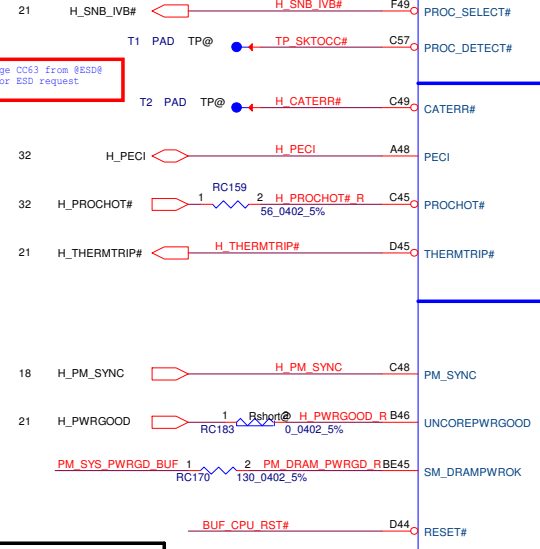 21 H_SNB_IVB# H_SNB_IVB# F49 PROC_SELECT#
T1 PAD TP@ TP_SKTOCC# C57 PROC_DETECT#
ge CC63 from @ESD@
or ESD request
T2 PAD TP@ H_CATERR# C49 CATERR#
32 H_PECI H_PECI A48 PECI
RC159
32 H_PROCHOT# 1 2 H_PROCHOT#_R C45 PROCHOT#
56_0402_5%
21 H_THERMTRIP# H_THERMTRIP# D45 THERMTRIP#
18 H_PM_SYNC H_PM_SYNC C48 PM_SYNC
21 H_PWRGOOD 1 Rshort@ 2 H_PWRGOOD_R B46 UNCOREPWRGOOD
RC183 0_0402_5%
PM_SYS_PWRGD_BUF 1 2 PM_DRAM_PWRGD_R BE45 SM_DRAMPWROK
RC170 130_0402_5%
BUF_CPU_RST# D44 RESET#